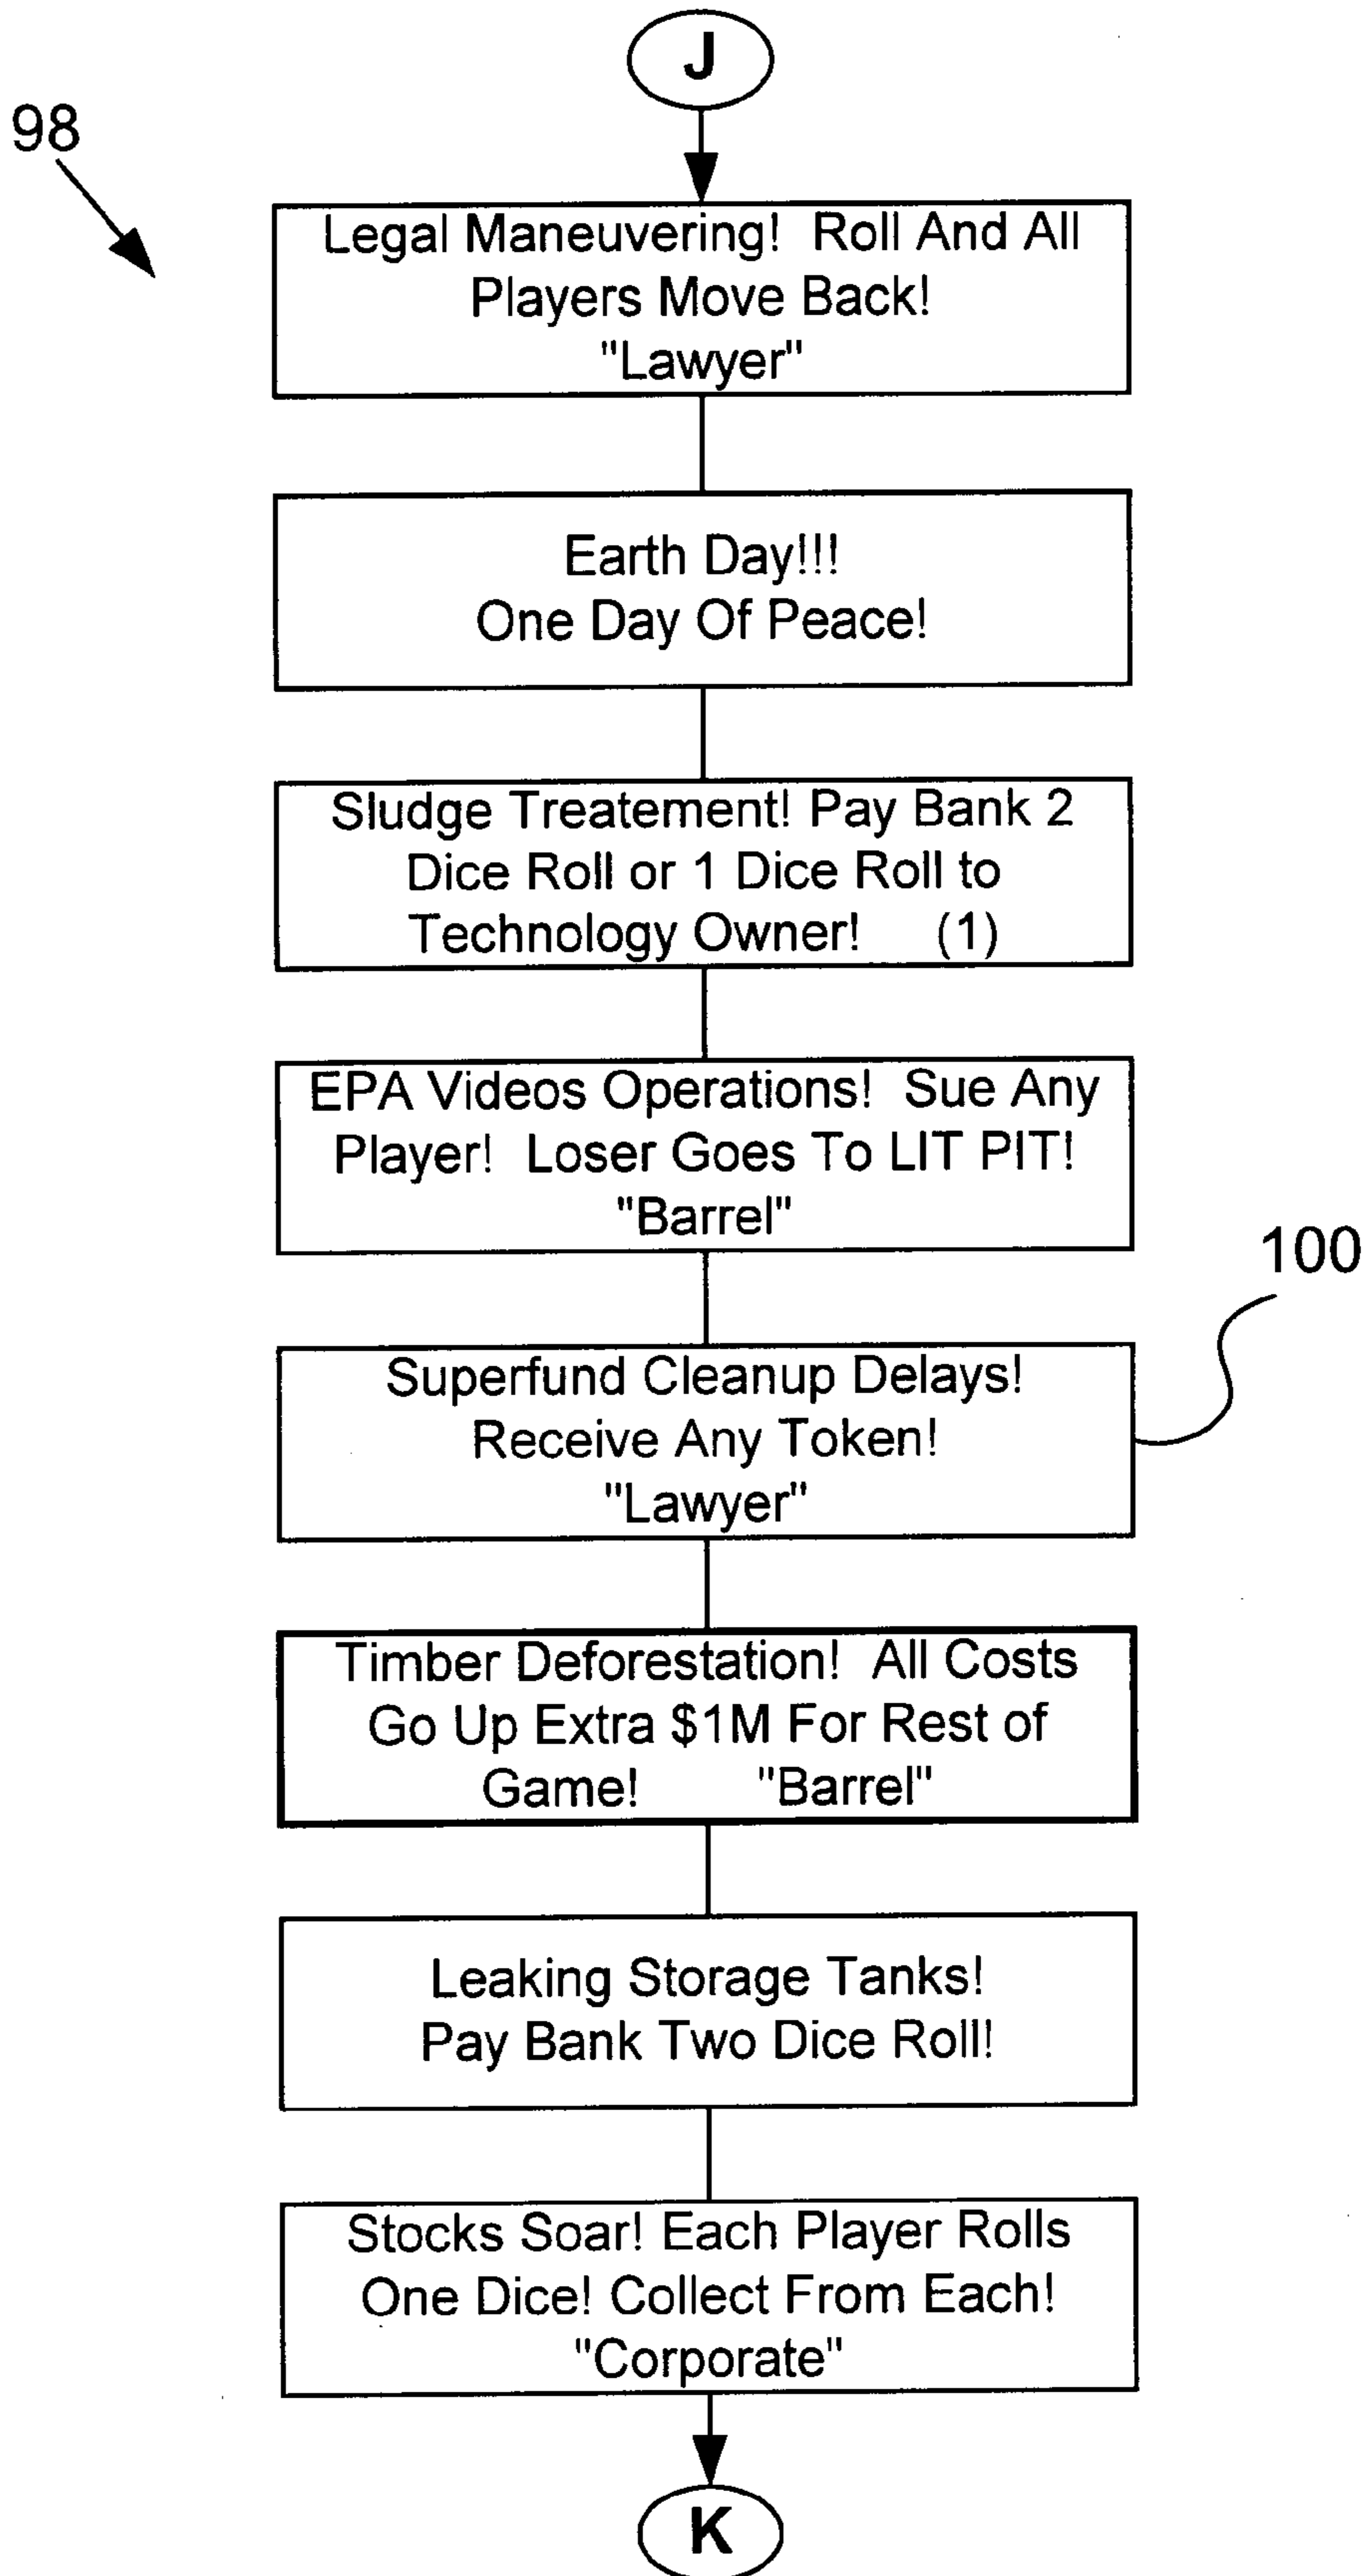 J
98
Legal Maneuvering! Roll And All
Players Move Back!
"Lawyer"
Earth Day!!!
One Day Of Peace!
Sludge Treatement! Pay Bank 2
Dice Roll or 1 Dice Roll to
Technology Owner! (1)
EPA Videos Operations! Sue Any
Player! Loser Goes To LIT PIT!
"Barrel"
100
Superfund Cleanup Delays!
Receive Any Token!
"Lawyer"
Timber Deforestation! All Costs
Go Up Extra $1M For Rest of
Game! "Barrel"
Leaking Storage Tanks!
Pay Bank Two Dice Roll!
Stocks Soar! Each Player Rolls
One Dice! Collect From Each!
"Corporate"
K